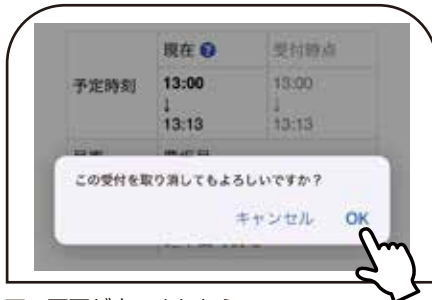 現在 ?
受付時点
予定時刻
13:00
↓
13:13
13:00
↓
13:13
この受付を取り消してもよろしいですか？
キャンセル
OK